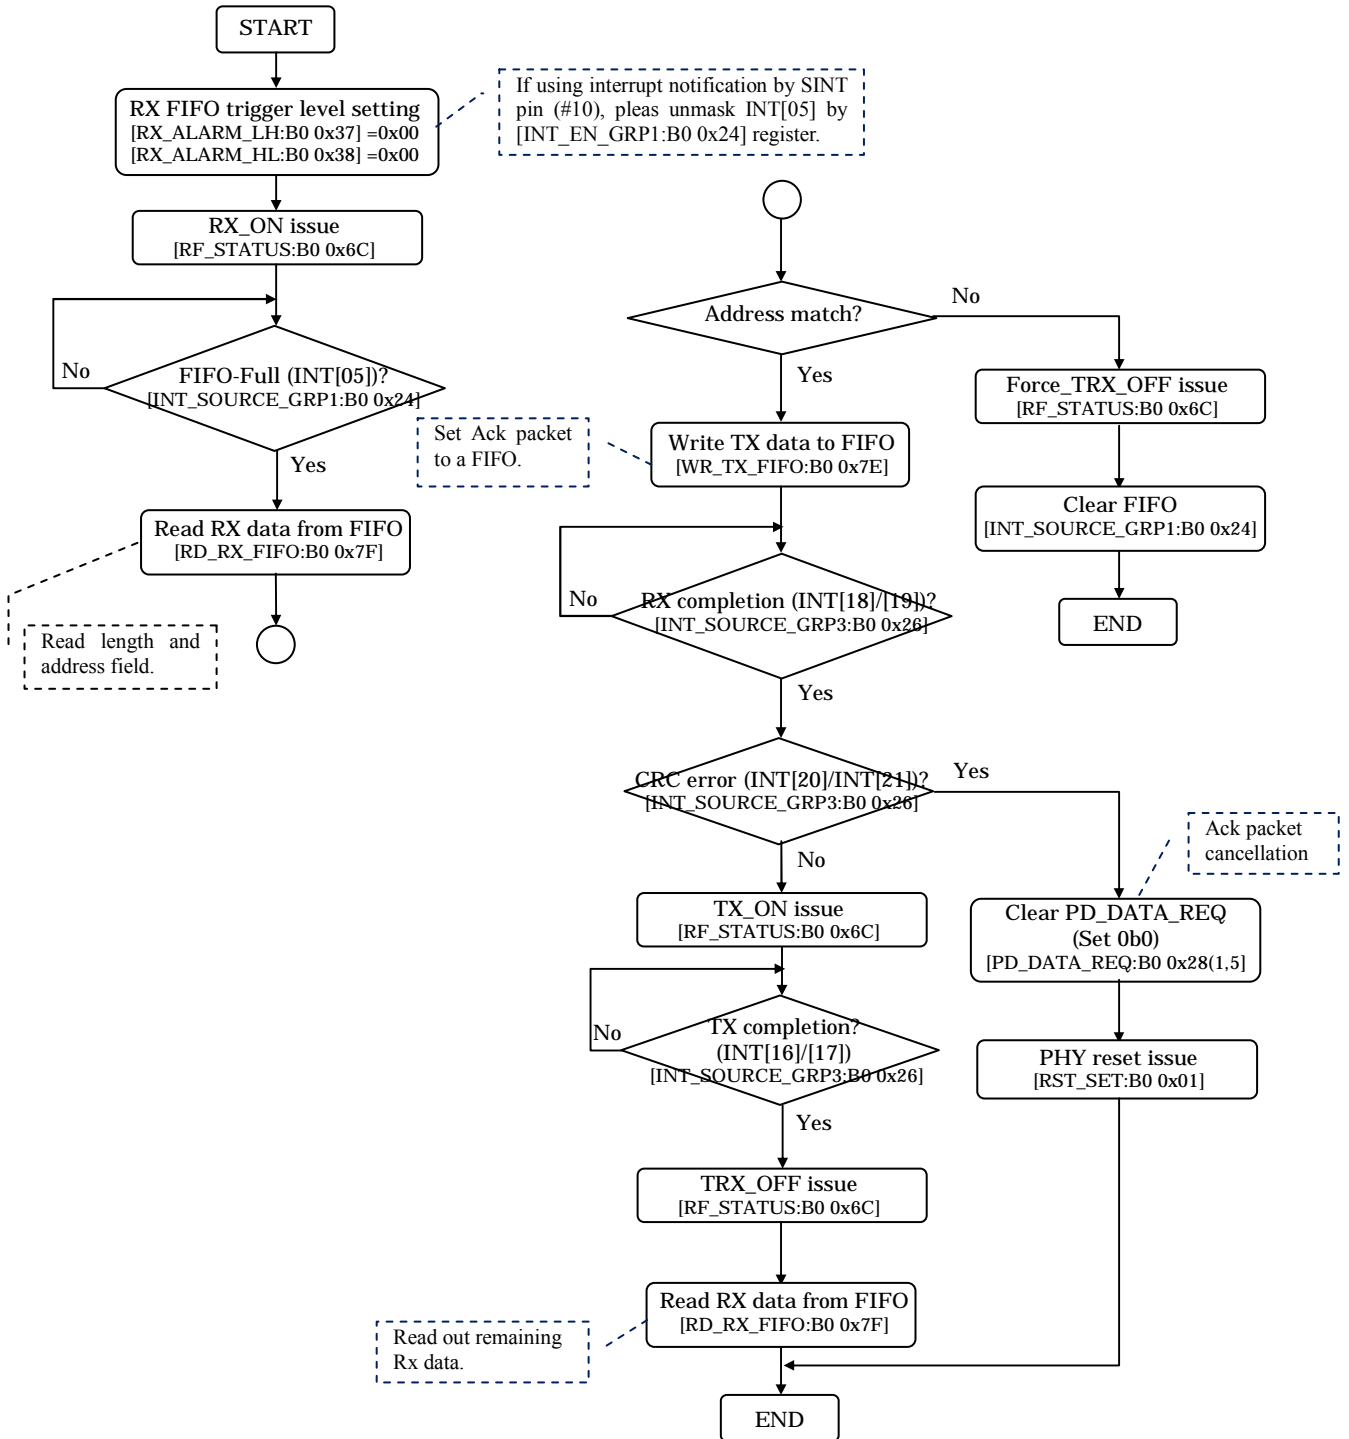 START
RX FIFO trigger level setting
[RX_ALARM_LH:B0 0x37] =0x00
[RX_ALARM_HL:B0 0x38] =0x00
If using interrupt notification by SINT
pin (#10), pleas unmask INT[05] by
[INT_EN_GRP1:B0 0x24] register.
RX_ON issue
[RF_STATUS:B0 0x6C]
No
FIFO-Full (INT[05])?
[INT_SOURCE_GRP1:B0 0x24]
Yes
Read RX data from FIFO
[RD_RX_FIFO:B0 0x7F]
Read length and
address field.
Address match?
No
Yes
Force_TRX_OFF issue
[RF_STATUS:B0 0x6C]
Clear FIFO
[INT_SOURCE_GRP1:B0 0x24]
END
Set Ack packet
to a FIFO.
Write TX data to FIFO
[WR_TX_FIFO:B0 0x7E]
No
RX completion (INT[18]/[19])?
[INT_SOURCE_GRP3:B0 0x26]
Yes
CRC error (INT[20]/INT[21])?
[INT_SOURCE_GRP3:B0 0x26]
Yes
No
Ack packet
cancellation
Clear PD_DATA_REQ
(Set 0b0)
[PD_DATA_REQ:B0 0x28(1,5]
PHY reset issue
[RST_SET:B0 0x01]
TX_ON issue
[RF_STATUS:B0 0x6C]
No
TX completion?
(INT[16]/[17])
[INT_SOURCE_GRP3:B0 0x26]
Yes
TRX_OFF issue
[RF_STATUS:B0 0x6C]
Read RX data from FIFO
[RD_RX_FIFO:B0 0x7F]
Read out remaining
Rx data.
END